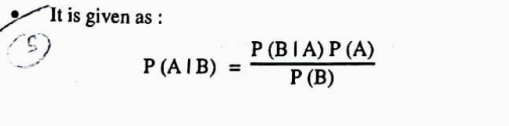 • It is given as :
(5)
P (A | B) = P (B | A) P (A)
P (B)